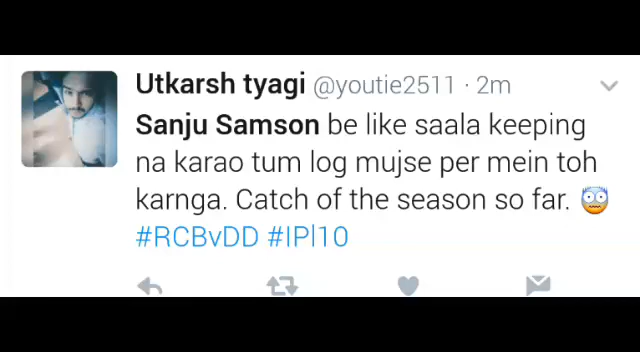 Utkarsh tyagi @youtie2511 · 2m
Sanju Samson be like saala keeping
na karao tum log mujse per mein toh
karnga. Catch of the season so far. 😨
#RCBvDD #IPl10